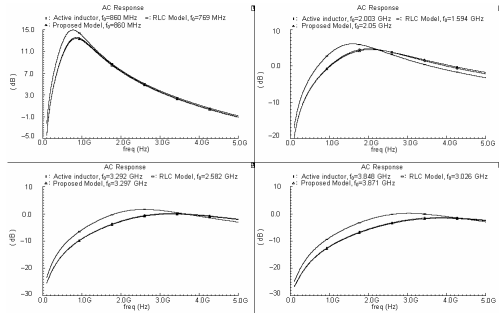 AC Response
: Active inductor, f₀=860 MHz -: RLC Model, f₀=769 MHz
: Proposed Model, f₀=860 MHz
15.0
11.0
7.0
3.0
-1.0
-5.0
( dB )
0.0 1.0G 2.0G 3.0G 4.0G 5.0G
freq (Hz)
AC Response
: Active inductor, f₀=2.003 GHz -: RLC Model, f₀=1.594 GHz
: Proposed Model, f₀=2.05 GHz
10
0.0
-10
-20
( dB )
0.0 1.0G 2.0G 3.0G 4.0G 5.0G
freq (Hz)
AC Response
: Active inductor, f₀=3.292 GHz -: RLC Model, f₀=2.582 GHz
: Proposed Model, f₀=3.297 GHz
10
0.0
-10
-20
-30
( dB )
0.0 1.0G 2.0G 3.0G 4.0G 5.0G
freq (Hz)
AC Response
: Active inductor, f₀=3.848 GHz -: RLC Model, f₀=3.026 GHz
: Proposed Model, f₀=3.871 GHz
10
0.0
-10
-20
-30
( dB )
0.0 1.0G 2.0G 3.0G 4.0G 5.0G
freq (Hz)